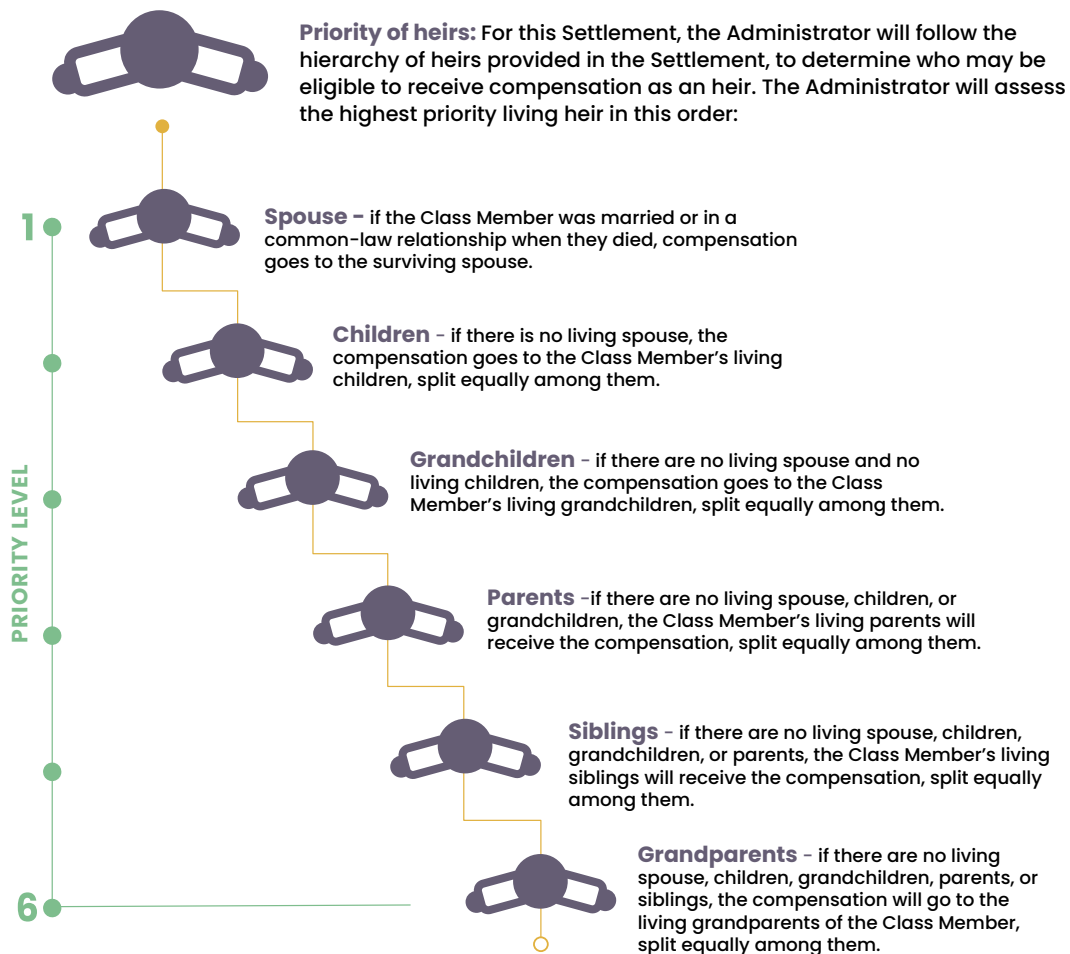 Priority of heirs: For this Settlement, the Administrator will follow the
hierarchy of heirs provided in the Settlement, to determine who may be
eligible to receive compensation as an heir. The Administrator will assess
the highest priority living heir in this order:
1
Spouse - if the Class Member was married or in a
common-law relationship when they died, compensation
goes to the surviving spouse.
Children - if there is no living spouse, the
compensation goes to the Class Member's living
children, split equally among them.
PRIORITY LEVEL
Grandchildren - if there are no living spouse and no
living children, the compensation goes to the Class
Member's living grandchildren, split equally among them.
Parents -if there are no living spouse, children, or
grandchildren, the Class Member's living parents will
receive the compensation, split equally among them.
Siblings - if there are no living spouse, children,
grandchildren, or parents, the Class Member's living
siblings will receive the compensation, split equally
among them.
6
Grandparents - if there are no living
spouse, children, grandchildren, parents, or
siblings, the compensation will go to the
living grandparents of the Class Member,
split equally among them.